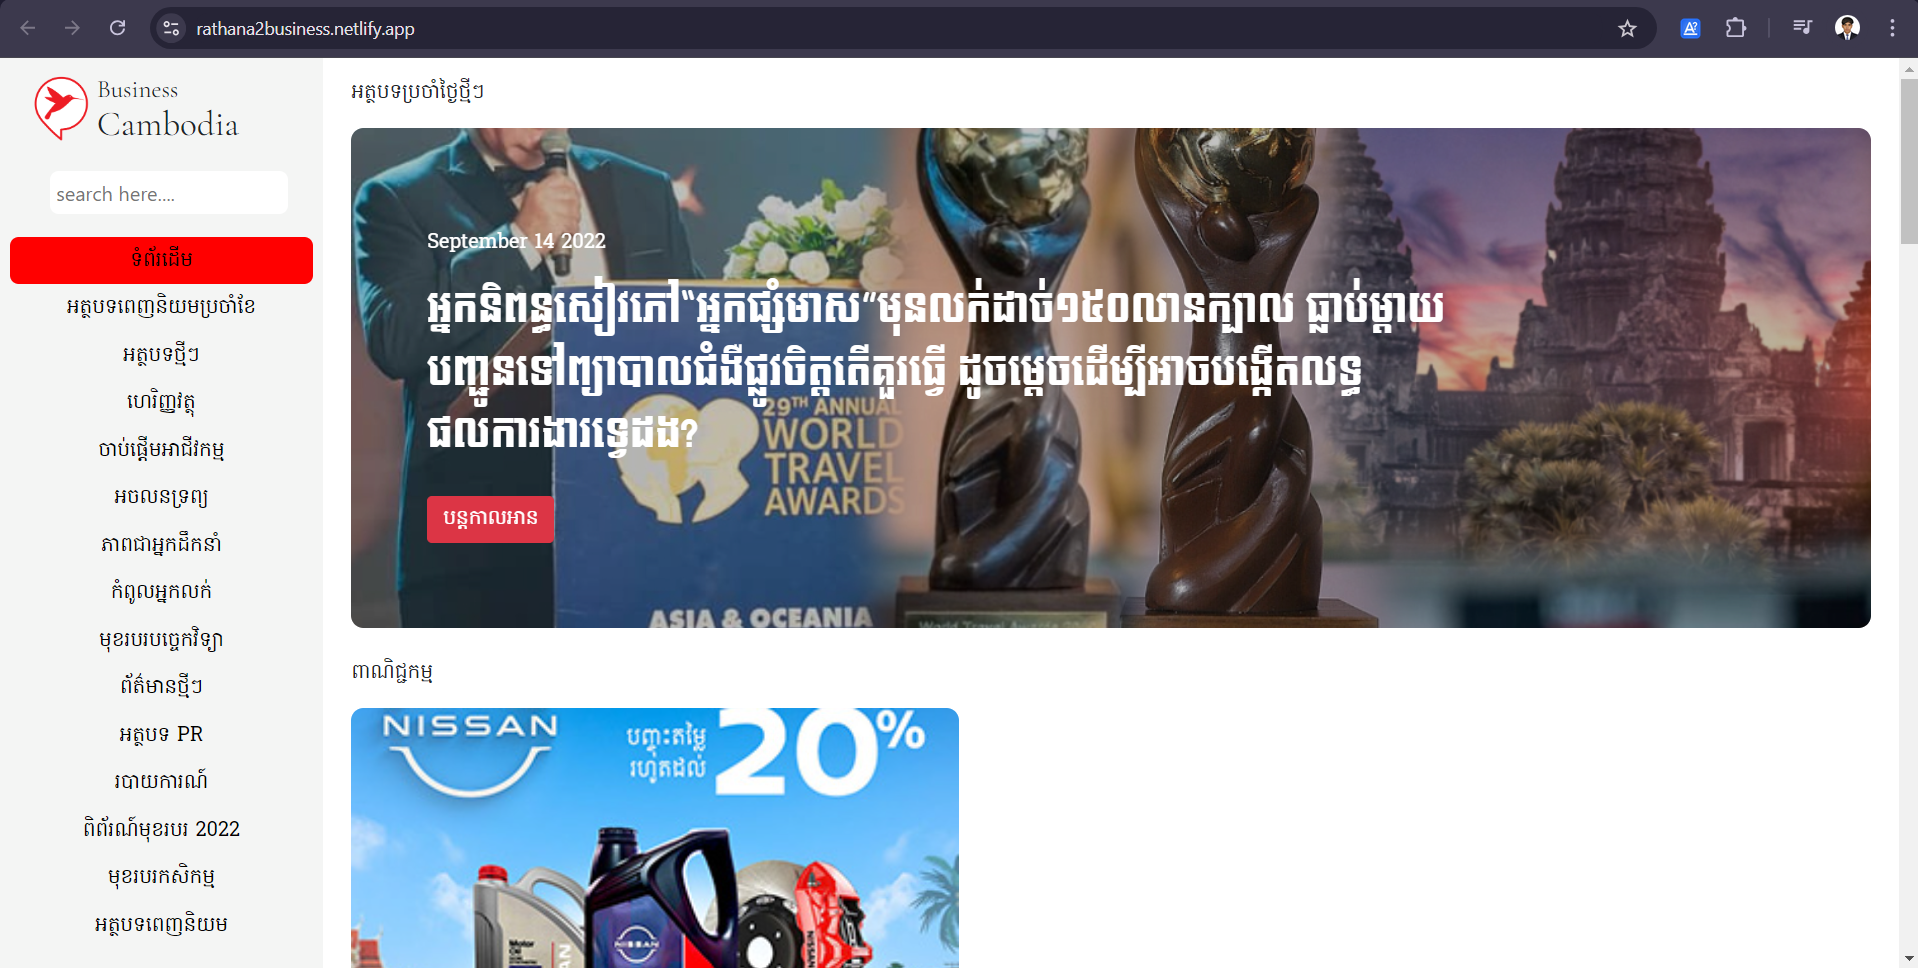 rathana2business.netlify.app
Business
Cambodia
search here....
ទំព័រដើម
អត្ថបទពេញនិយមប្រចាំខែ
អត្ថបទថ្មីៗ
ហេរិញ្ញវត្ថុ
ចាប់ផ្ដើមអាជីវកម្ម
អចលនទ្រព្យ
ភាពជាអ្នកដឹកនាំ
កំពូលអ្នកលក់
មុខរបរបច្ចេកវិទ្យា
ព័ត៌មានថ្មីៗ
អត្ថបទ PR
របាយការណ៍
ពិព័រណ៍មុខរបរ 2022
មុខរបរកសិកម្ម
អត្ថបទពេញនិយម
អត្ថបទប្រចាំថ្ងៃថ្មីៗ
September 14 2022
អ្នកនិពន្ធសៀវភៅ“អ្នកផ្សំមាស”មុនលក់ដាច់១៥០លានក្បាល ធ្លាប់ម្ដាយ
បញ្ជូនទៅព្យាបាលជំងឺផ្លូវចិត្តតើគួរធ្វើ ដូចម្ដេចដើម្បីអាចបង្កើតលទ្ធ
ផលការងារទ្វេដង?
បន្តការអាន
29TH ANNUAL
WORLD
TRAVEL
AWARDS
ASIA & OCEANIA
World Travel Awards
ពាណិជ្ជកម្ម
NISSAN
បញ្ចុះតម្លៃ
រហូតដល់
20%
Motor
Oil
NISSAN
NISSAN